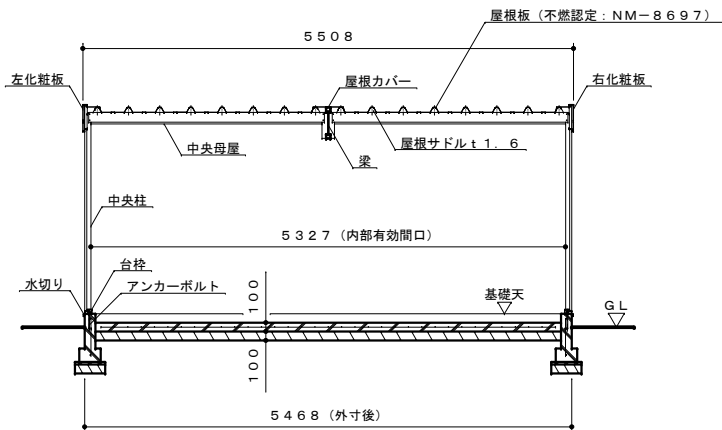 屋根板（不燃認定：NM－8697）
5508
左化粧板
屋根カバー
右化粧板
中央母屋
屋根サドルt1．6
梁
中央柱
5327（内部有効間口）
台枠
水切り
アンカーボルト
100
基礎天
GL
100
5468（外寸後）